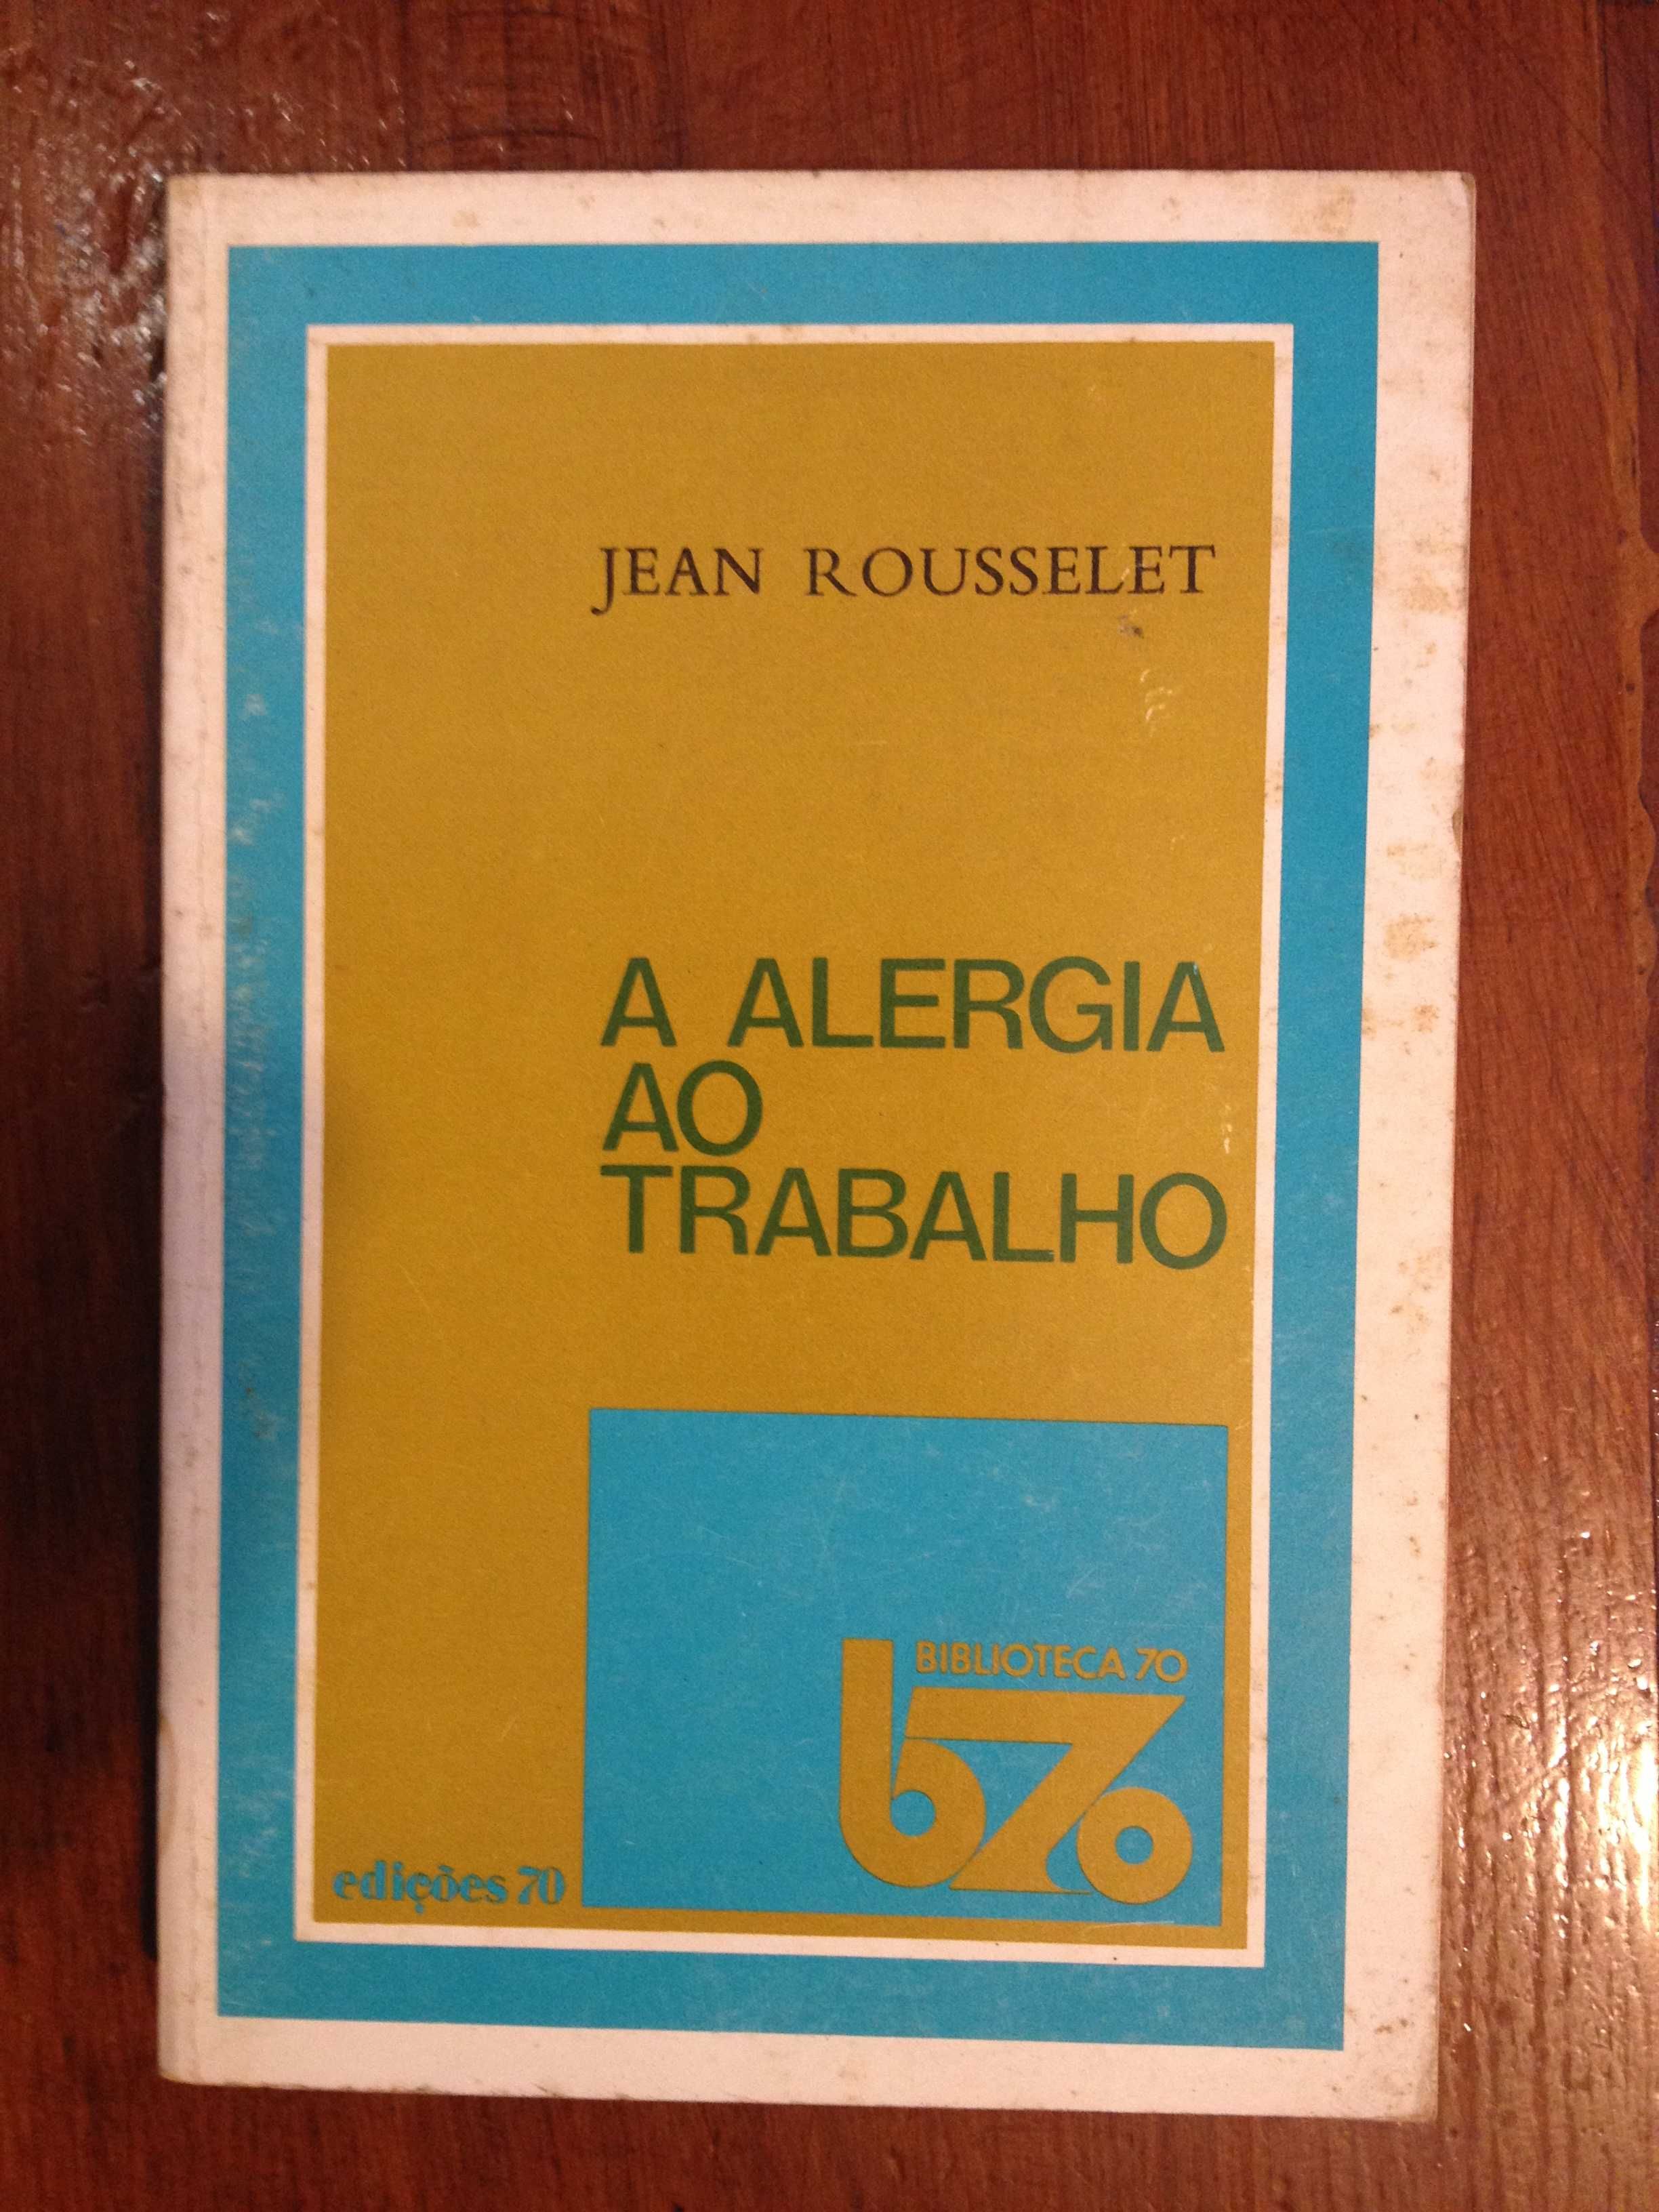 JEAN ROUSSELET
A ALERGIA
AO
TRABALHO
BIBLIOTECA 70
b70
edições 70